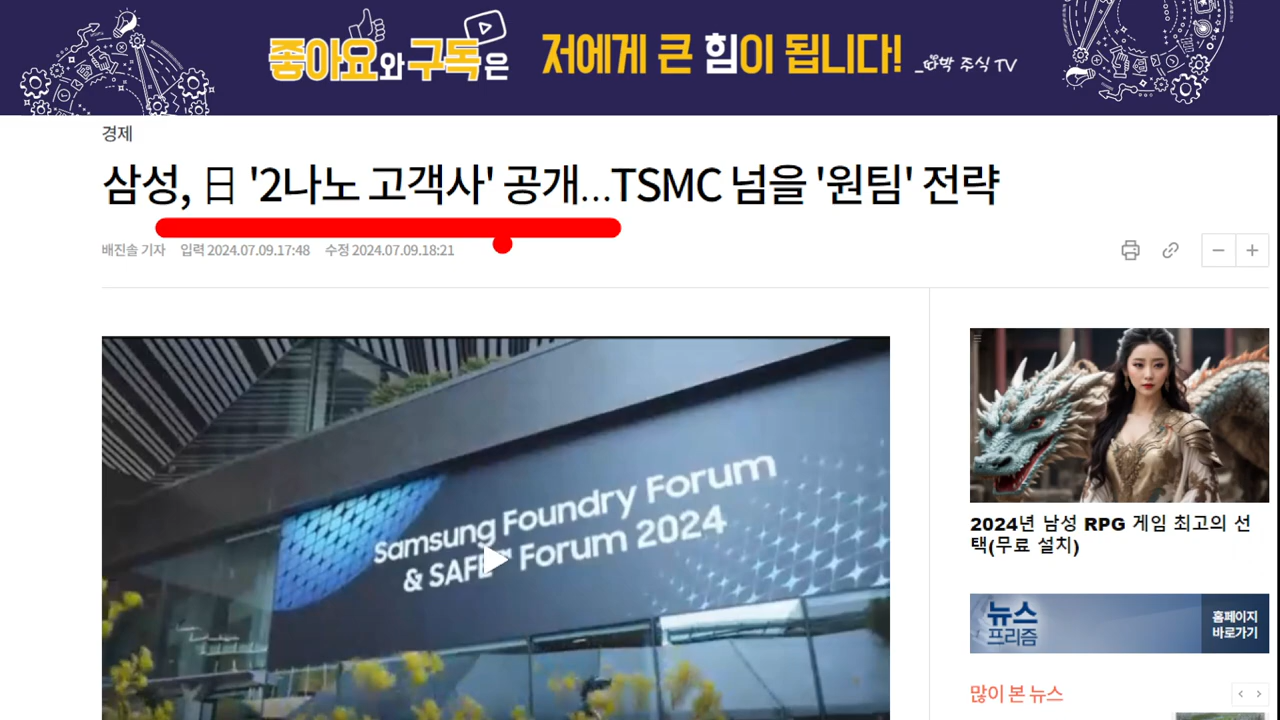 좋아요와 구독은 저에게 큰 힘이 됩니다!
박 주식 TV
경제
삼성, 日 '2나노 고객사' 공개...TSMC 넘을 '원팀' 전략
배진솔 기자 입력 2024.07.09.17:48 수정 2024.07.09.18:21
Samsung Foundry Forum
& SAFE™ Forum 2024
2024년 남성 RPG 게임 최고의 선
택(무료 설치)
뉴스
프리즘
홈페이지
바로가기
많이 본 뉴스